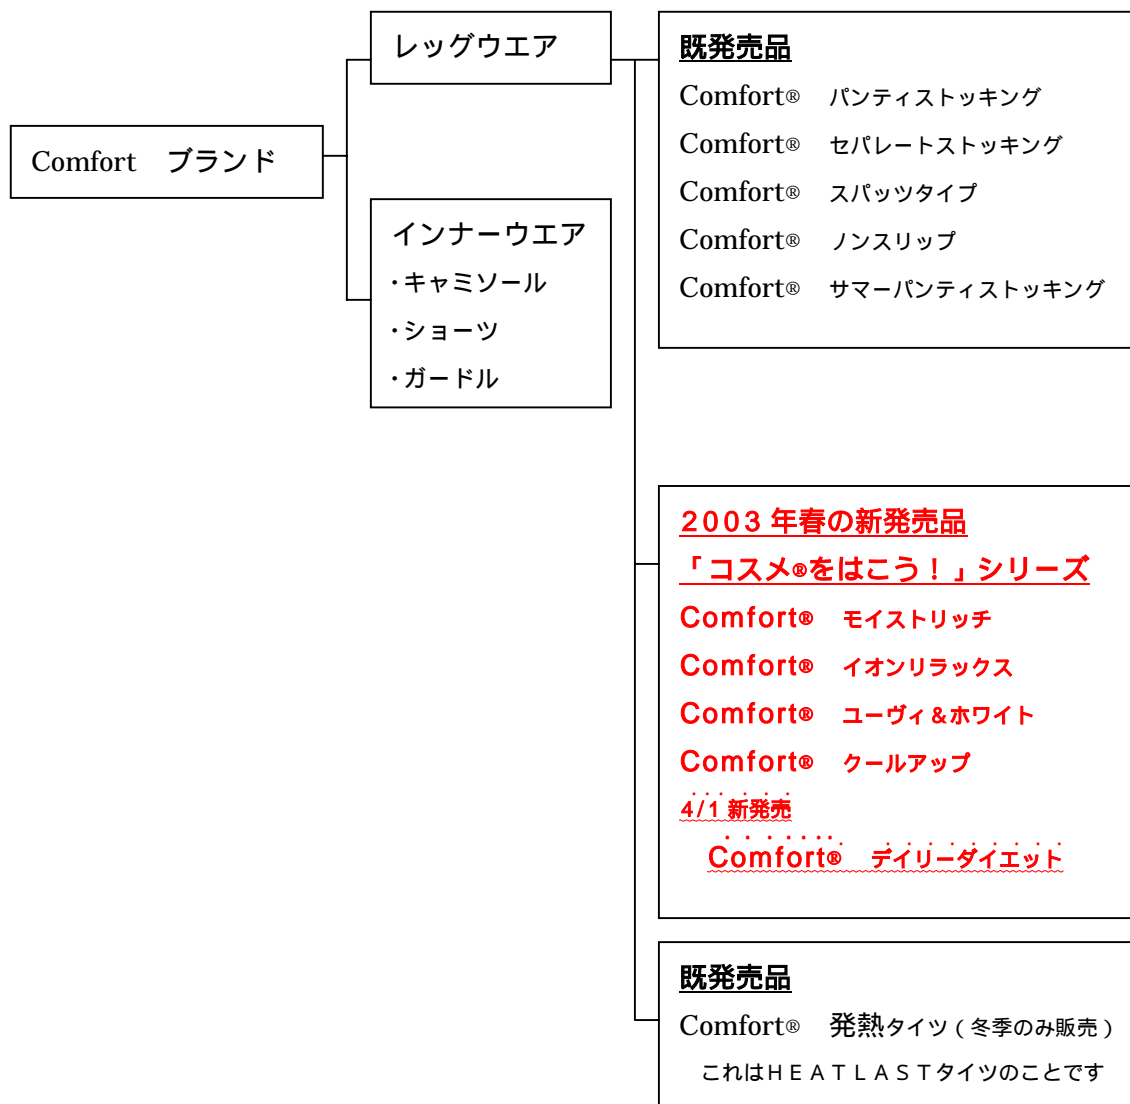 Comfort ブランド
レッグウエア
インナーウエア
・キャミソール
・ショーツ
・ガードル
既発売品
Comfort® パンティストッキング
Comfort® セパレートストッキング
Comfort® スパッツタイプ
Comfort® ノンスリップ
Comfort® サマーパンティストッキング
2003年春の新発売品
「コスメ®をはこう！」シリーズ
Comfort® モイストリッチ
Comfort® イオンリラックス
Comfort® ユーヴィ＆ホワイト
Comfort® クールアップ
4/1新発売
Comfort® デイリーダイエット
既発売品
Comfort® 発熱タイツ（冬季のみ販売）
これはＨＥＡＴＬＡＳＴタイツのことです